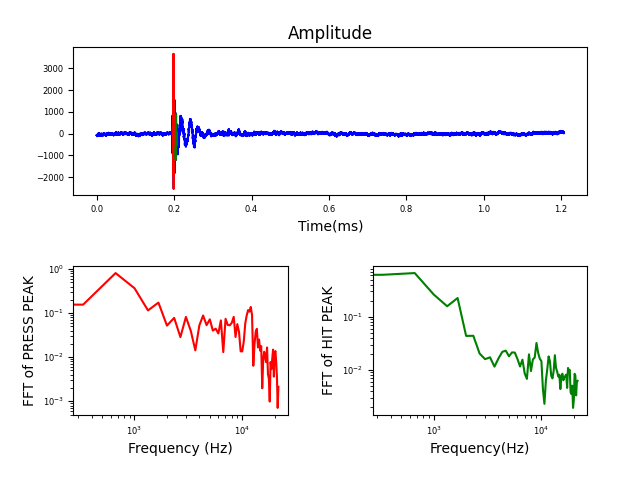 Amplitude
3000
2000
1000
0
−1000
−2000
0.0 0.2 0.4 0.6 0.8 1.0 1.2
Time(ms)
FFT of PRESS PEAK
10⁰
10⁻¹
10⁻²
10⁻³
10³ 10⁴
Frequency (Hz)
FFT of HIT PEAK
10⁻¹
10⁻²
10³ 10⁴
Frequency(Hz)